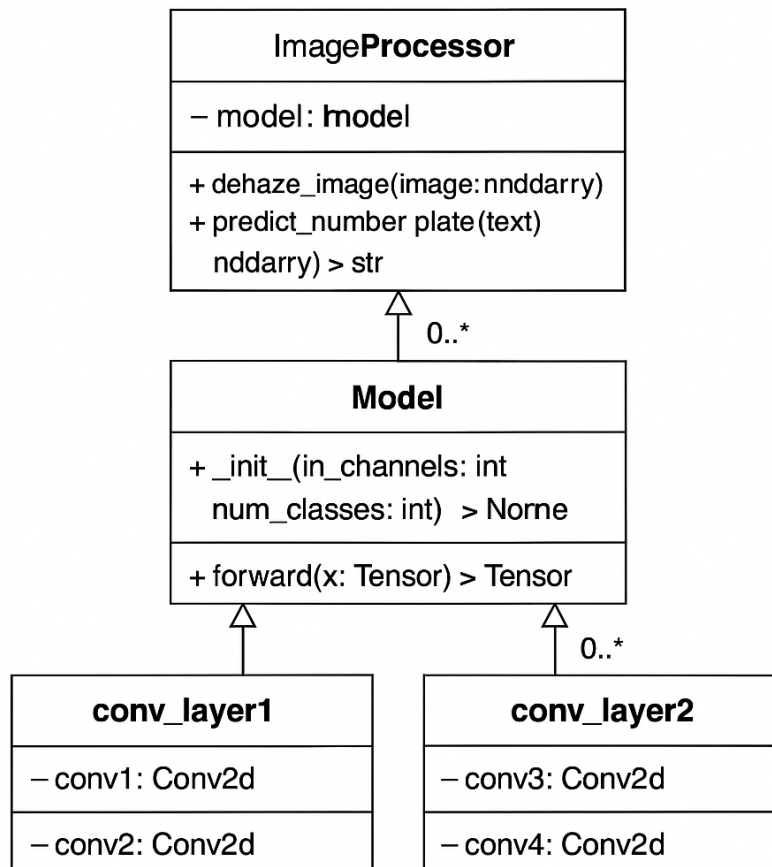 ImageProcessor
– model: lmodel
+ dehaze_image(image:nnddarry)
+ predict_number plate(text)
nddarry) > str
0..*
Model
+ _init_(in_channels: int
num_classes: int) > Norne
+ forward(x: Tensor) > Tensor
0..*
conv_layer1
– conv1: Conv2d
– conv2: Conv2d
conv_layer2
– conv3: Conv2d
– conv4: Conv2d